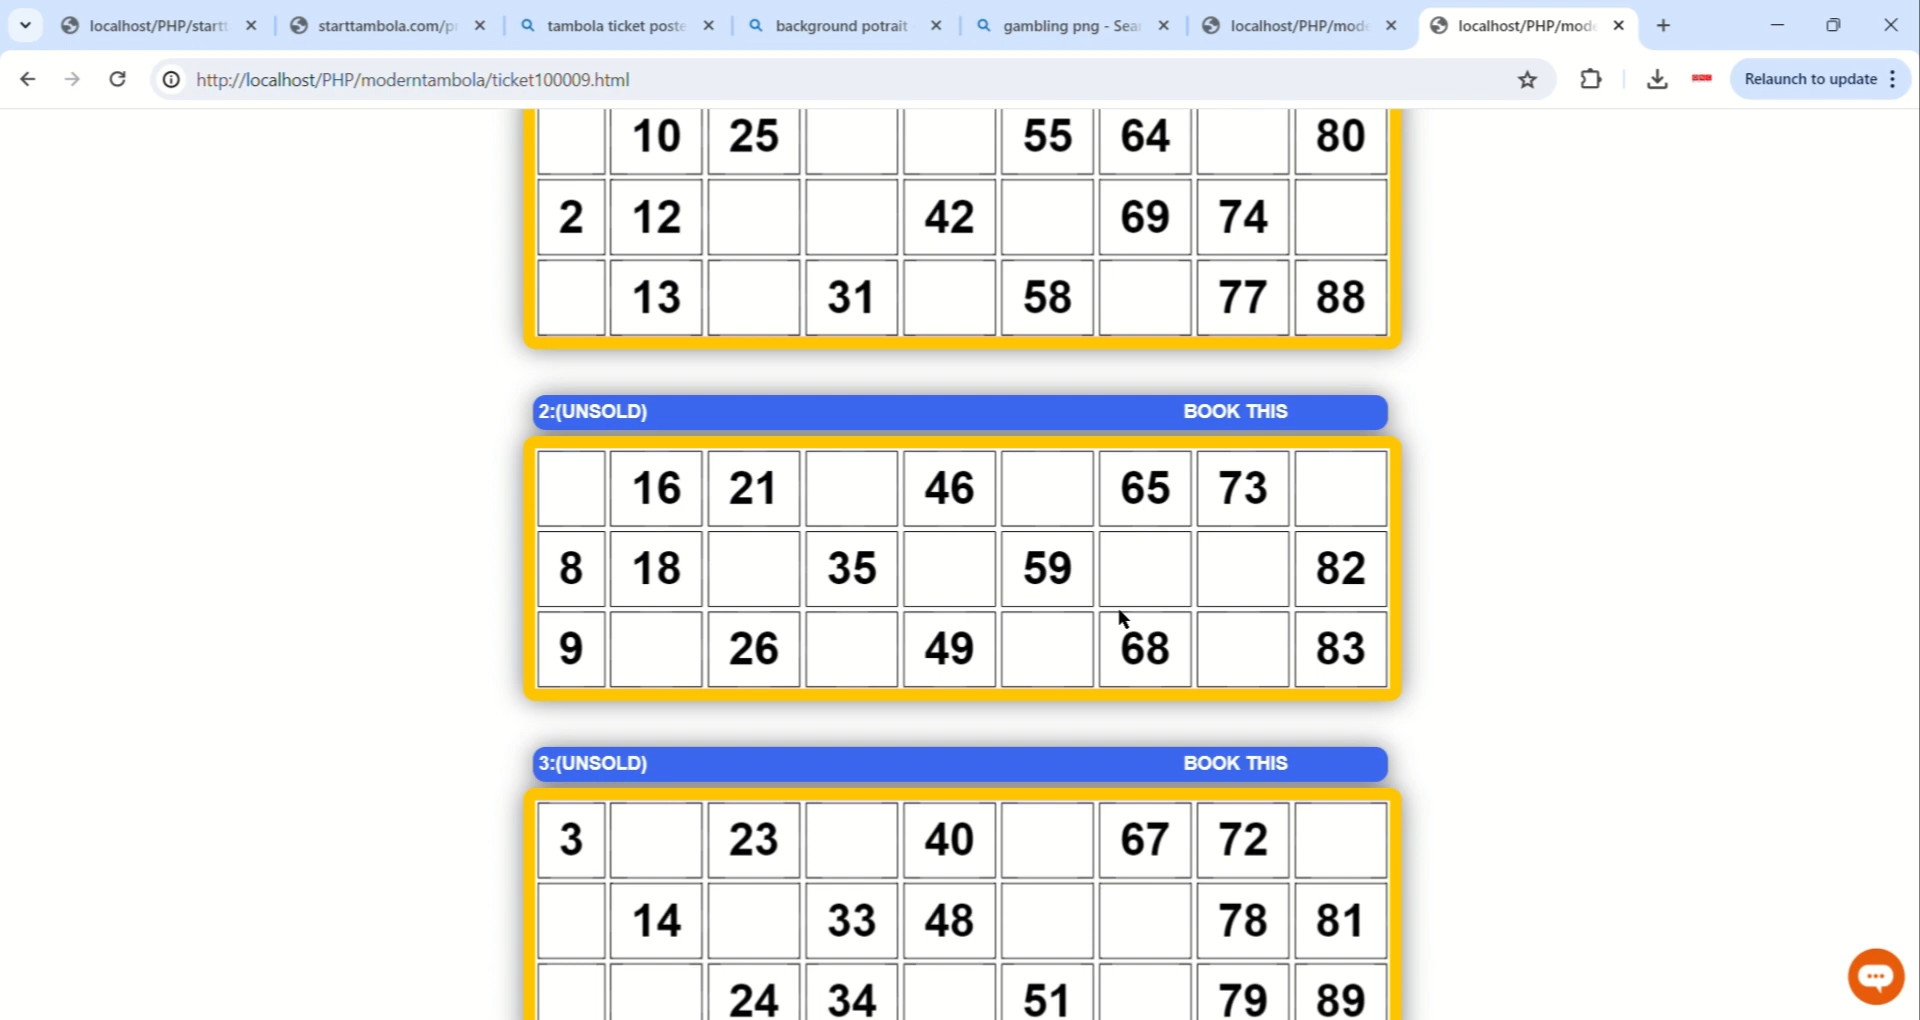 localhost/PHP/startt
starttambola.com/pr
tambola ticket poste
background potrait
gambling png - Sea
localhost/PHP/mode
localhost/PHP/mode
http://localhost/PHP/moderntambola/ticket100009.html
Relaunch to update
10 25 55 64 80
2 12 42 69 74
13 31 58 77 88
2:(UNSOLD) BOOK THIS
16 21 46 65 73
8 18 35 59 82
9 26 49 68 83
3:(UNSOLD) BOOK THIS
3 23 40 67 72
14 33 48 78 81
24 34 51 79 89